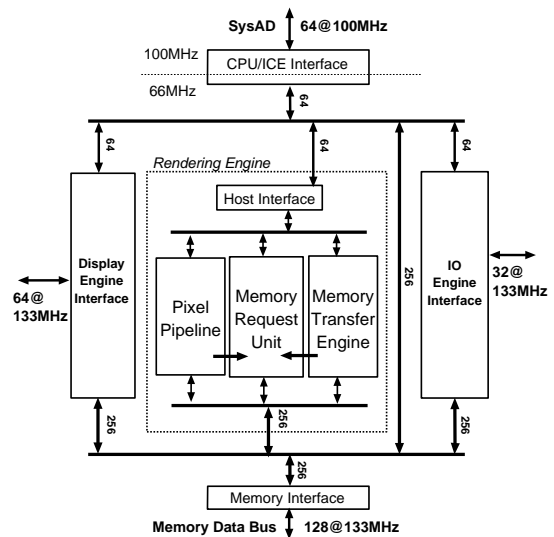 SysAD 64@100MHz
100MHz
CPU/ICE Interface
66MHz
64
64
64
64
Rendering Engine
Host Interface
Display
Engine
Interface
64@
133MHz
Pixel
Pipeline
Memory
Request
Unit
Memory
Transfer
Engine
256
IO
Engine
Interface
32@
133MHz
256
256
256
256
Memory Interface
Memory Data Bus 128@133MHz